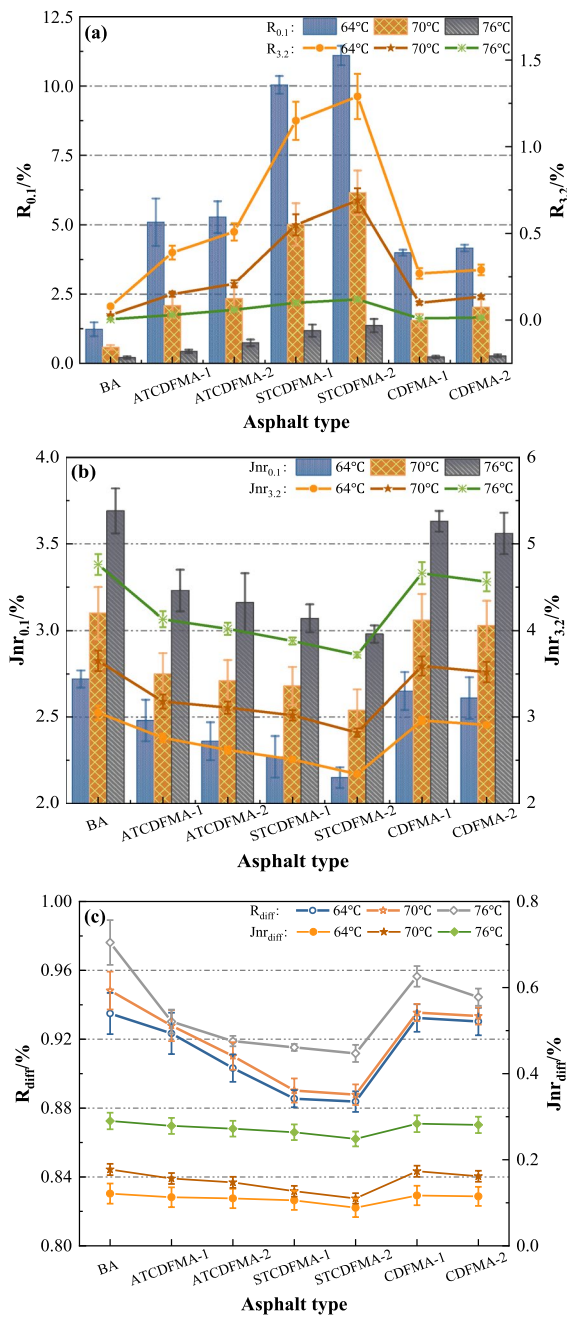 (a)
R0.1: 64℃ 70℃ 76℃
R3.2: 64℃ 70℃ 76℃
12.5
10.0
7.5
5.0
2.5
0.0
R0.1/%
1.5
1.0
0.5
0.0
R3.2/%
BA ATCDFMA-1 ATCDFMA-2 STCDFMA-1 STCDFMA-2 CDFMA-1 CDFMA-2
Asphalt type
(b)
Jnr0.1: 64℃ 70℃ 76℃
Jnr3.2: 64℃ 70℃ 76℃
4.0
3.5
3.0
2.5
2.0
Jnr0.1/%
6
5
4
3
2
Jnr3.2/%
BA ATCDFMA-1 ATCDFMA-2 STCDFMA-1 STCDFMA-2 CDFMA-1 CDFMA-2
Asphalt type
(c)
Rdiff: 64℃ 70℃ 76℃
Jnrdiff: 64℃ 70℃ 76℃
1.00
0.96
0.92
0.88
0.84
0.80
Rdiff/%
0.8
0.6
0.4
0.2
0.0
Jnrdiff/%
BA ATCDFMA-1 ATCDFMA-2 STCDFMA-1 STCDFMA-2 CDFMA-1 CDFMA-2
Asphalt type